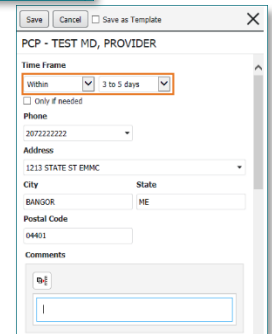 Save Cancel Save as Template
PCP - TEST MD, PROVIDER
Time Frame
Within 3 to 5 days
Only if needed
Phone
2072222222
Address
1213 STATE ST EMMC
City State
BANGOR ME
Postal Code
04401
Comments